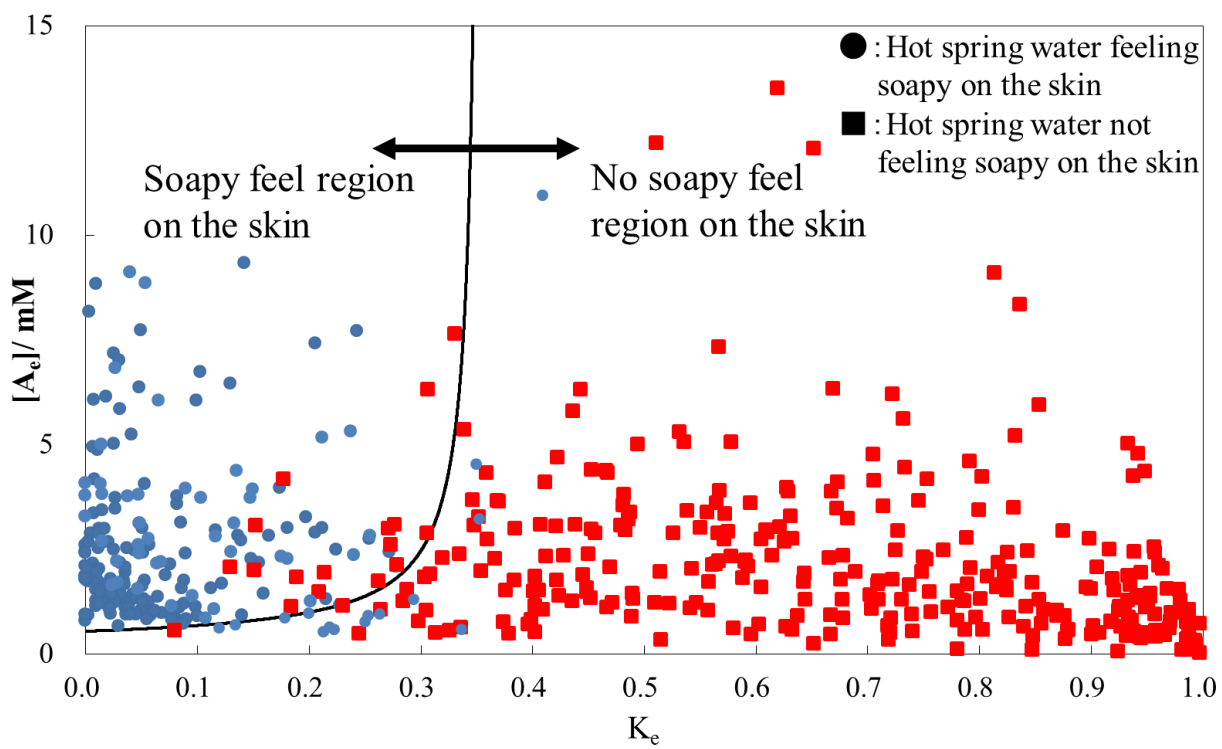 15
10
5
0
[Ae]/ mM
: Hot spring water feeling
soapy on the skin
: Hot spring water not
feeling soapy on the skin
Soapy feel region
on the skin
No soapy feel
region on the skin
0.0 0.1 0.2 0.3 0.4 0.5 0.6 0.7 0.8 0.9 1.0
Ke